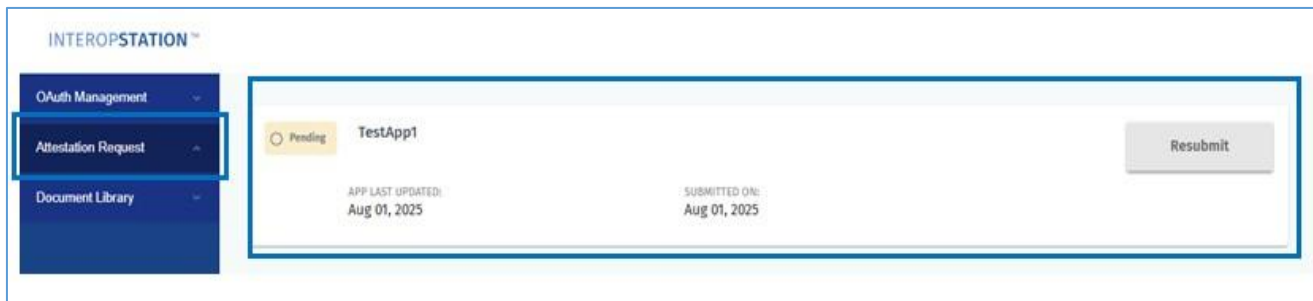 INTEROPSTATION™
OAuth Management
Attestation Request
Document Library
Pending
TestApp1
Resubmit
APP LAST UPDATED:
SUBMITTED ON:
Aug 01, 2025
Aug 01, 2025